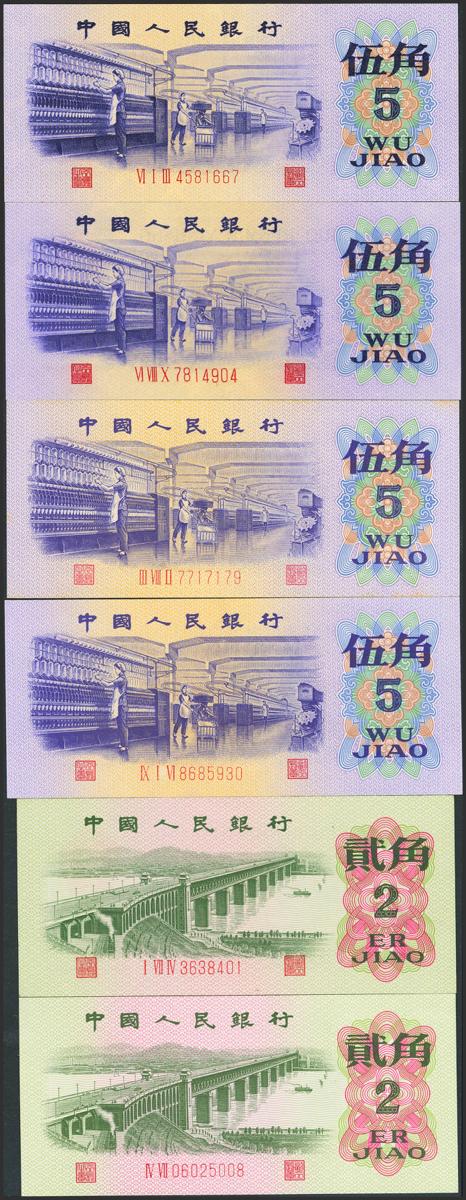 中國人民銀行
伍角
5
WU
JIAO
VI I III 4581667
中國人民銀行
伍角
5
WU
JIAO
VI VIII X 7814904
中國人民銀行
伍角
5
WU
JIAO
III VIII II 7717179
中國人民銀行
伍角
5
WU
JIAO
IX I VI 8685930
中國人民銀行
貳角
2
ER
JIAO
I VII IV 3638401
中國人民銀行
貳角
2
ER
JIAO
IV VII 06025008